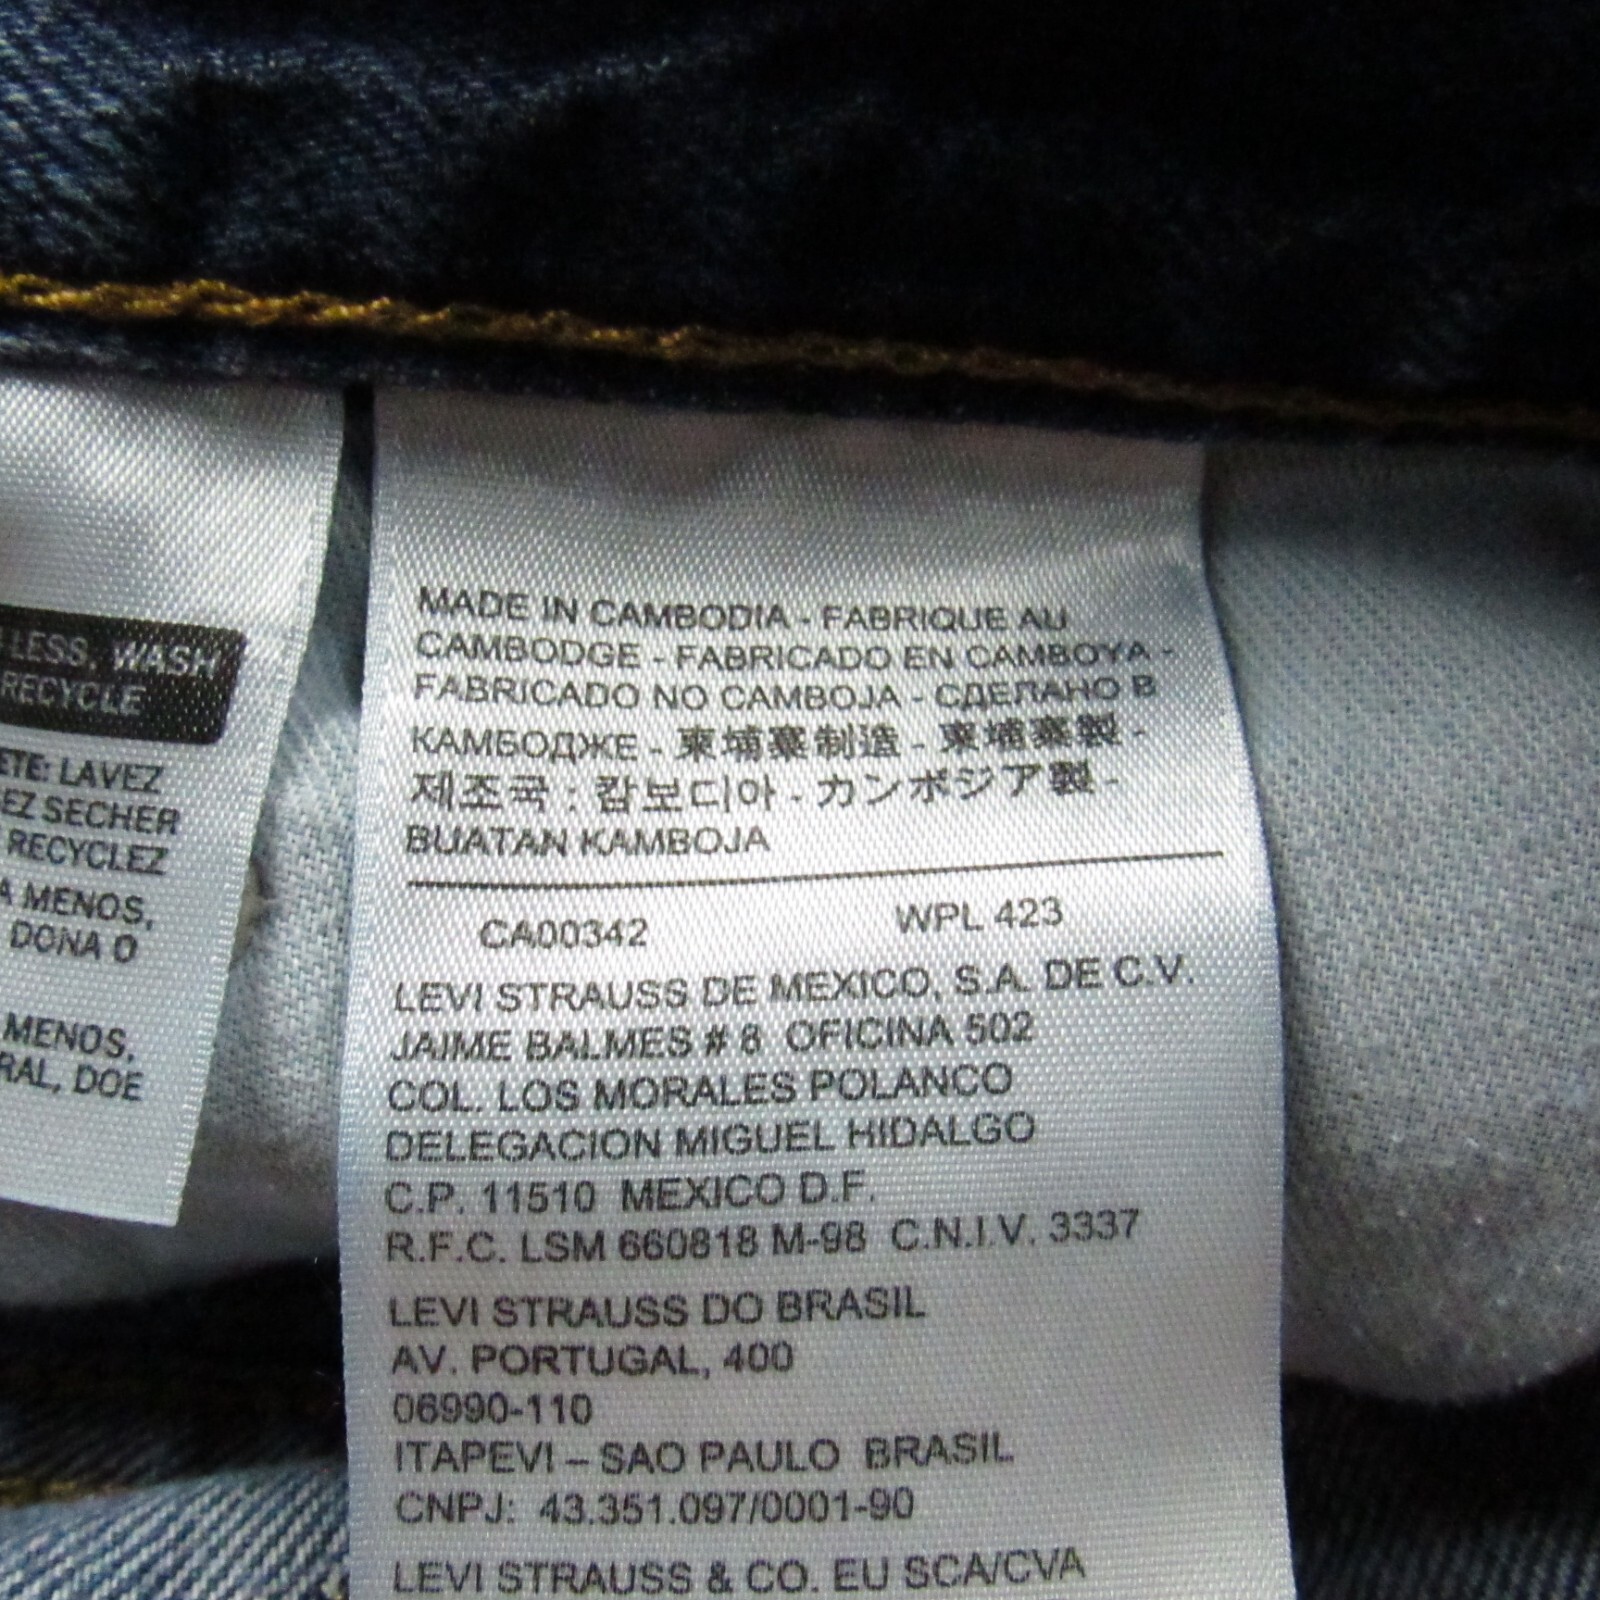 LESS, WASH
RECYCLE
LAVEZ
SECHER
RECYCLEZ
A MENOS,
DONA O
MENOS,
DOE
MADE IN CAMBODIA - FABRIQUE AU
CAMBODGE - FABRICADO EN CAMBOYA -
FABRICADO NO CAMBOJA - СДЕЛАНО В
КАМБОДЖЕ - 柬埔寨制造 - 柬埔寨製 -
제조국 : 캄보디아 - カンボジア製 -
BUATAN KAMBOJA
CA00342 WPL 423
LEVI STRAUSS DE MEXICO, S.A. DE C.V.
JAIME BALMES # 8 OFICINA 502
COL. LOS MORALES POLANCO
DELEGACION MIGUEL HIDALGO
C.P. 11510 MEXICO D.F.
R.F.C. LSM 660818 M-98 C.N.I.V. 3337
LEVI STRAUSS DO BRASIL
AV. PORTUGAL, 400
06990-110
ITAPEVI – SAO PAULO BRASIL
CNPJ: 43.351.097/0001-90
LEVI STRAUSS & CO. EU SCA/CVA